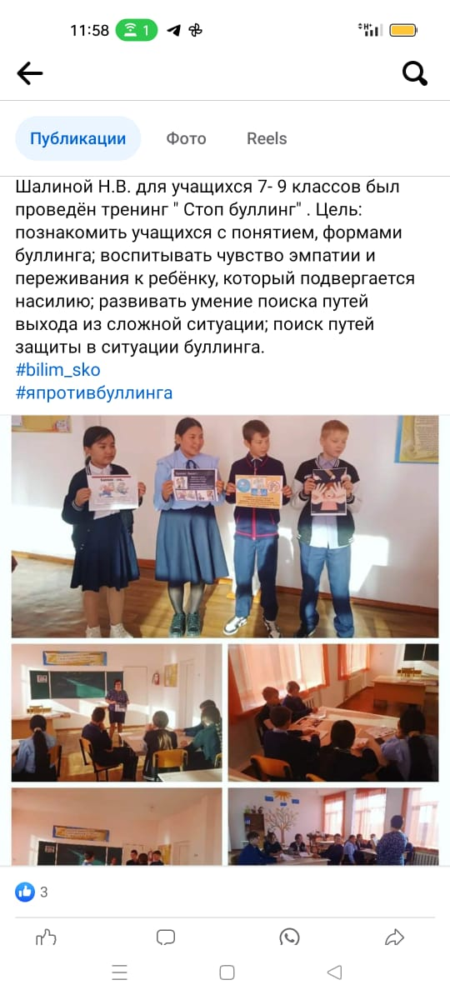 11:58
1
Публикации
Фото
Reels
Шалиной Н.В. для учащихся 7- 9 классов был
проведён тренинг " Стоп буллинг" . Цель:
познакомить учащихся с понятием, формами
буллинга; воспитывать чувство эмпатии и
переживания к ребёнку, который подвергается
насилию; развивать умение поиска путей
выхода из сложной ситуации; поиск путей
защиты в ситуации буллинга.
#bilim_sko
#япротивбуллинга
3